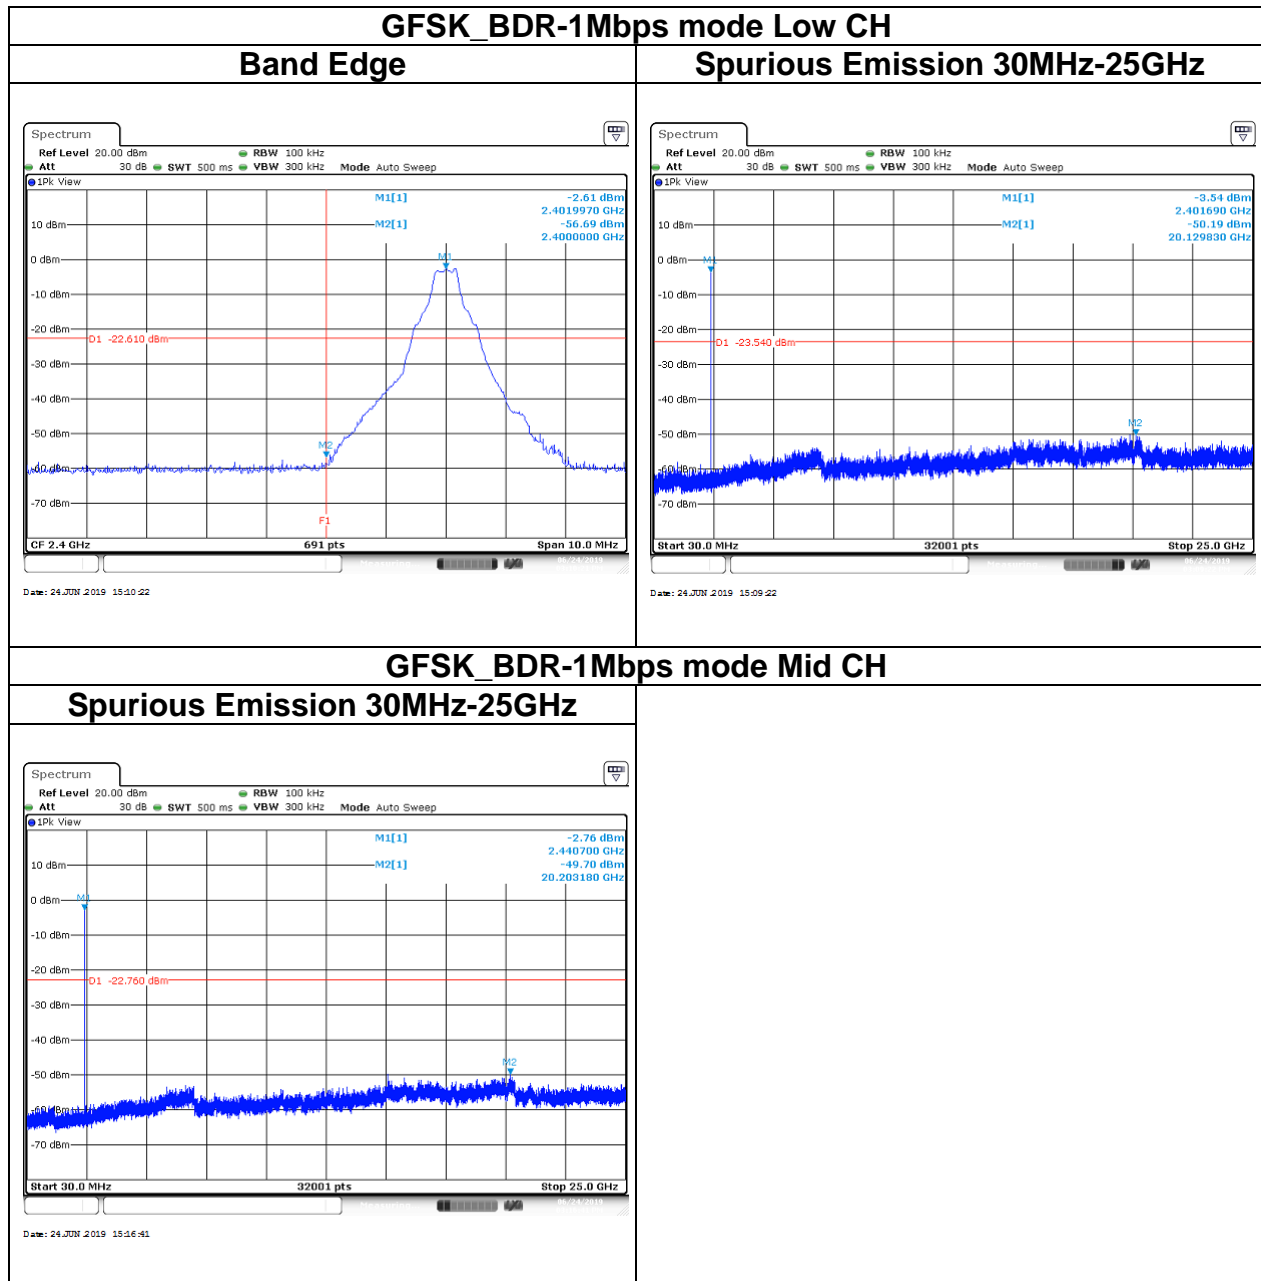 GFSK_BDR-1Mbps mode Low CH
Band Edge
Spurious Emission 30MHz-25GHz
Spectrum
Ref Level 20.00 dBm RBW 100 kHz
Att 30 dB SWT 500 ms VBW 300 kHz Mode Auto Sweep
1Pk View
M1[1] -2.61 dBm
2.4019970 GHz
M2[1] -56.69 dBm
2.4000000 GHz
10 dBm
0 dBm
-10 dBm
-20 dBm
-30 dBm
-40 dBm
-50 dBm
-60 dBm
-70 dBm
M1
D1 -22.610 dBm
M2
F1
CF 2.4 GHz 691 pts Span 10.0 MHz
Measuring 06/24/2019
Date: 24.JUN.2019 15:10:22
Spectrum
Ref Level 20.00 dBm RBW 100 kHz
Att 30 dB SWT 500 ms VBW 300 kHz Mode Auto Sweep
1Pk View
M1[1] -3.54 dBm
2.401690 GHz
M2[1] -50.19 dBm
20.129830 GHz
10 dBm
0 dBm
-10 dBm
-20 dBm
-30 dBm
-40 dBm
-50 dBm
-60 dBm
-70 dBm
M1
D1 -23.540 dBm
M2
Start 30.0 MHz 32001 pts Stop 25.0 GHz
Measuring 06/24/2019
Date: 24.JUN.2019 15:09:22
GFSK_BDR-1Mbps mode Mid CH
Spurious Emission 30MHz-25GHz
Spectrum
Ref Level 20.00 dBm RBW 100 kHz
Att 30 dB SWT 500 ms VBW 300 kHz Mode Auto Sweep
1Pk View
M1[1] -2.76 dBm
2.440700 GHz
M2[1] -49.70 dBm
20.203180 GHz
10 dBm
0 dBm
-10 dBm
-20 dBm
-30 dBm
-40 dBm
-50 dBm
-60 dBm
-70 dBm
M1
D1 -22.760 dBm
M2
Start 30.0 MHz 32001 pts Stop 25.0 GHz
Measuring 06/24/2019
Date: 24.JUN.2019 15:16:41